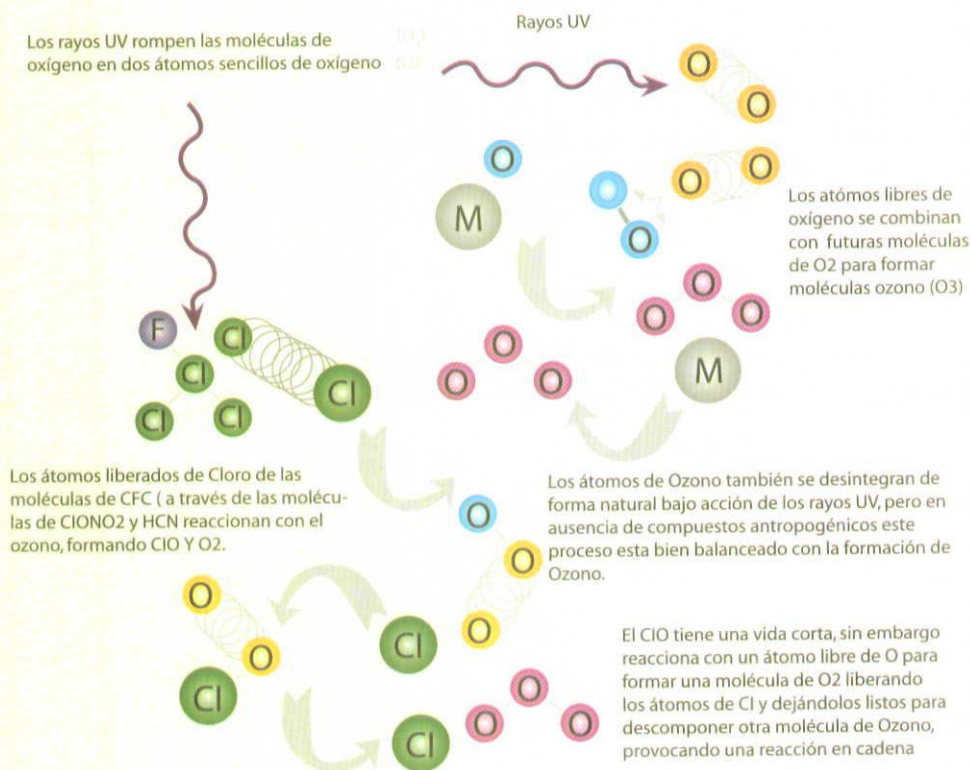 Rayos UV
Los rayos UV rompen las moléculas de
oxígeno en dos átomos sencillos de oxígeno
O
O
O
O
O
M
O
Los atómos libres de
oxígeno se combinan
con futuras moléculas
de O2 para formar
moléculas ozono (O3)
O
O
O
M
O
O
O
F
Cl
Cl
Cl
Cl
Cl
Los átomos liberados de Cloro de las
moléculas de CFC ( a través de las molécu-
las de ClONO2 y HCN reaccionan con el
ozono, formando ClO Y O2.
Los átomos de Ozono también se desintegran de
forma natural bajo acción de los rayos UV, pero en
ausencia de compuestos antropogénicos este
proceso esta bien balanceado con la formación de
Ozono.
O
O
O
O
O
Cl
Cl
Cl
O
O
O
El ClO tiene una vida corta, sin embargo
reacciona con un átomo libre de O para
formar una molécula de O2 liberando
los átomos de Cl y dejándolos listos para
descomponer otra molécula de Ozono,
provocando una reacción en cadena